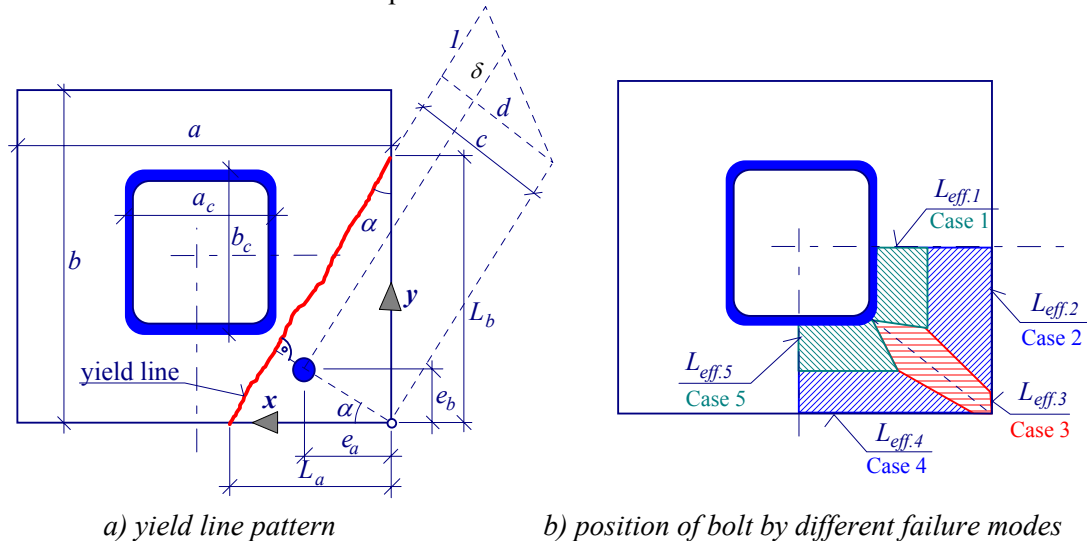 l
δ
d
c
a
a_c
b_c
b
α
y
L_b
yield line
x
α
e_b
e_a
L_a
L_eff.1
Case 1
L_eff.2
Case 2
L_eff.5
Case 5
L_eff.3
Case 3
L_eff.4
Case 4
a) yield line pattern
b) position of bolt by different failure modes